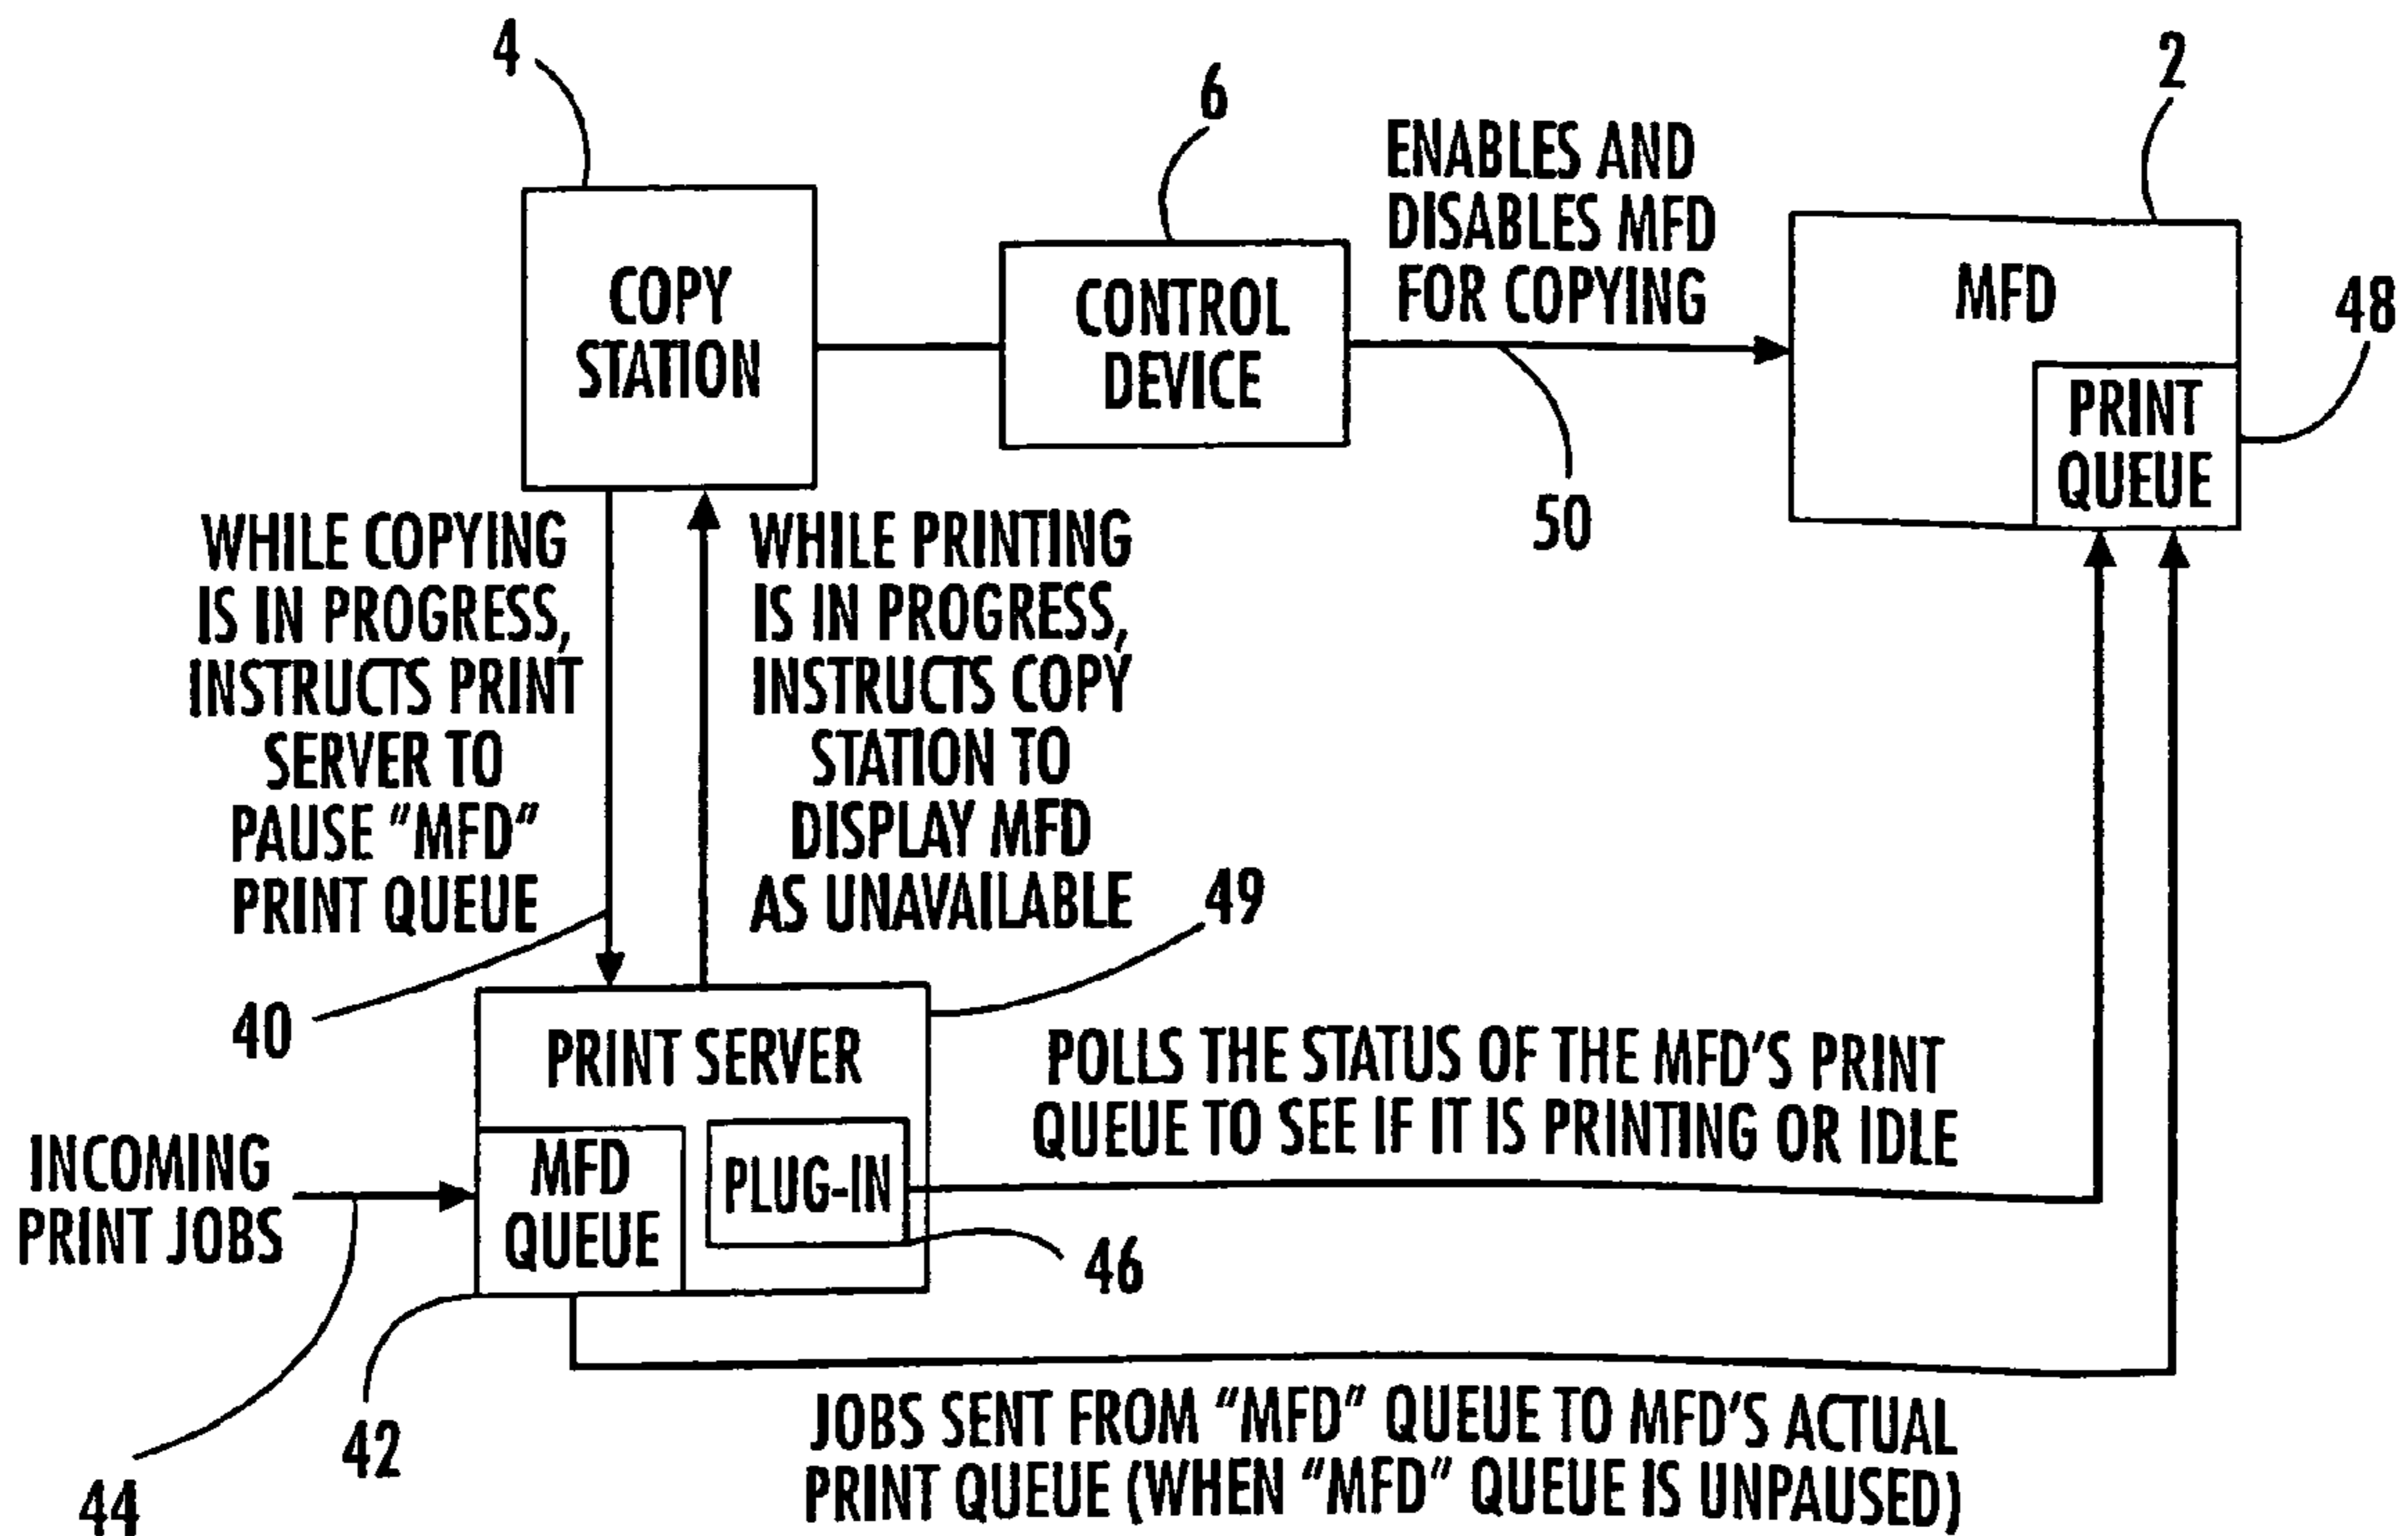 4
6
2
ENABLES AND
DISABLES MFD
FOR COPYING
COPY
STATION
CONTROL
DEVICE
MFD
48
PRINT
QUEUE
50
WHILE COPYING
IS IN PROGRESS,
INSTRUCTS PRINT
SERVER TO
PAUSE "MFD"
PRINT QUEUE
WHILE PRINTING
IS IN PROGRESS,
INSTRUCTS COPY
STATION TO
DISPLAY MFD
AS UNAVAILABLE
49
40
PRINT SERVER
POLLS THE STATUS OF THE MFD'S PRINT
QUEUE TO SEE IF IT IS PRINTING OR IDLE
INCOMING
PRINT JOBS
MFD
QUEUE
PLUG-IN
46
42
44
JOBS SENT FROM "MFD" QUEUE TO MFD'S ACTUAL
PRINT QUEUE (WHEN "MFD" QUEUE IS UNPAUSED)